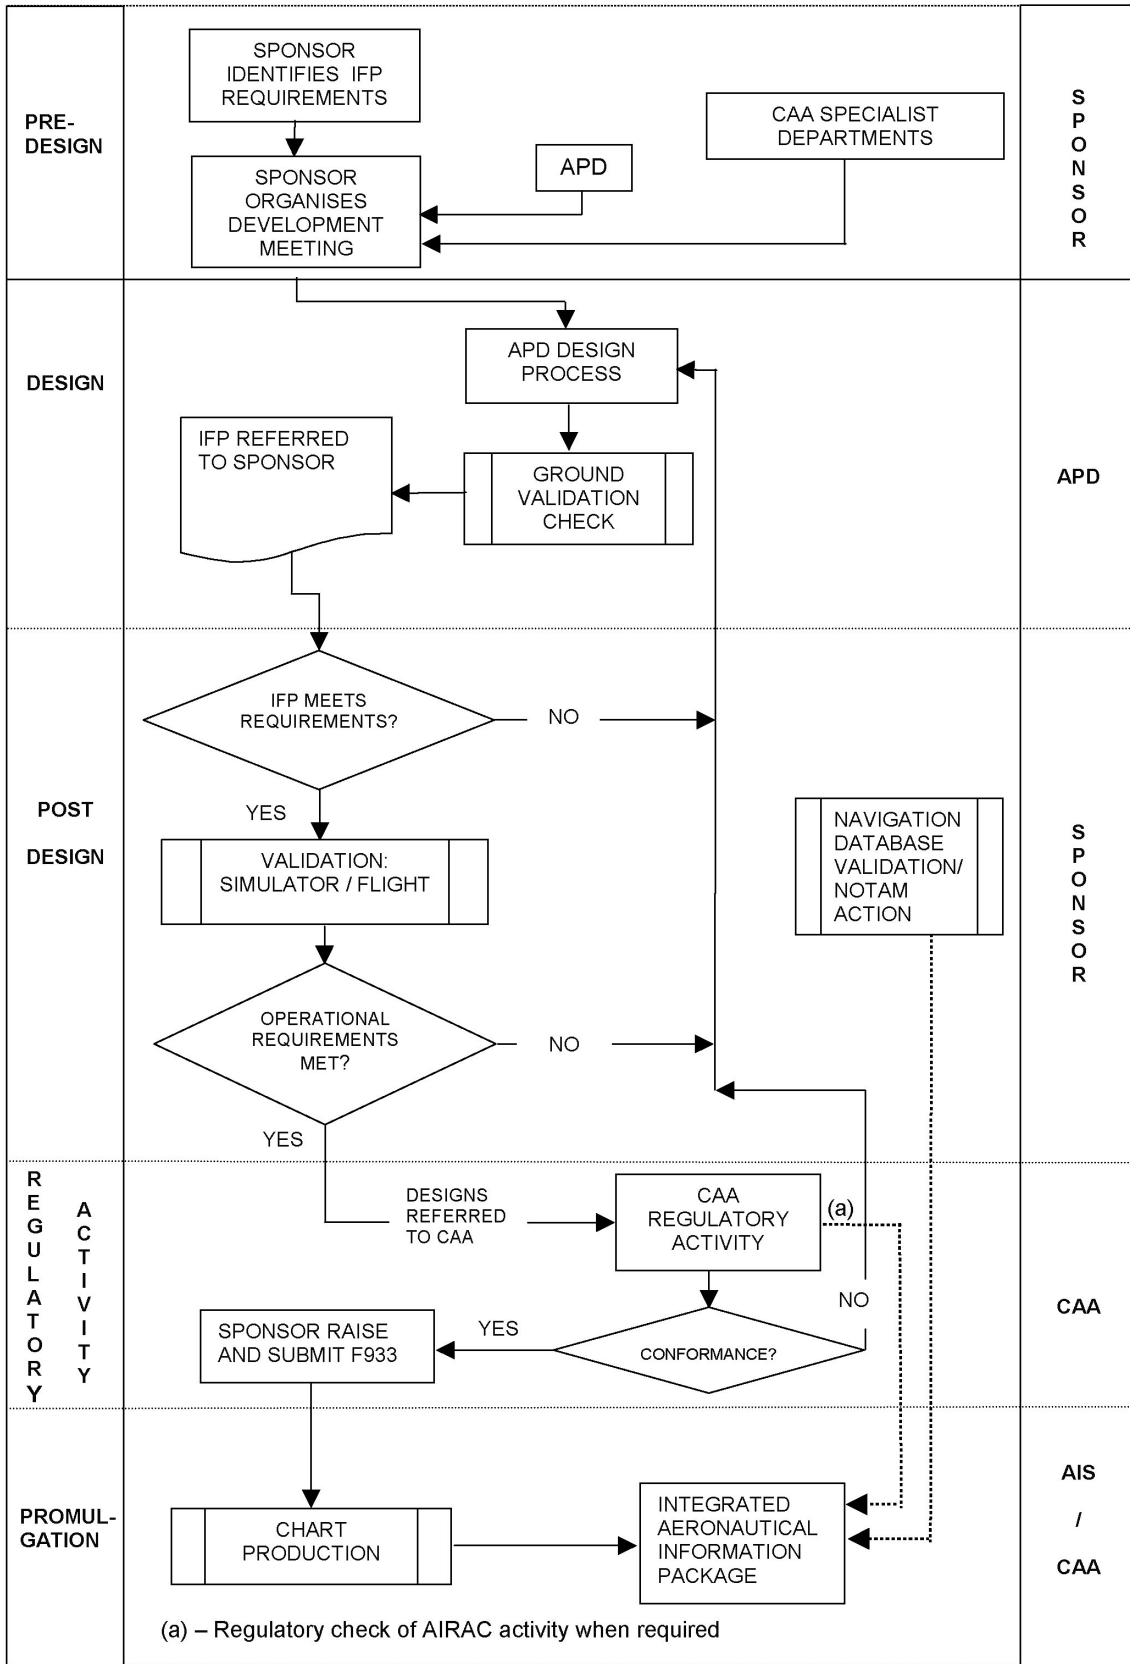 PRE-
DESIGN
SPONSOR
IDENTIFIES IFP
REQUIREMENTS
SPONSOR
ORGANISES
DEVELOPMENT
MEETING
APD
CAA SPECIALIST
DEPARTMENTS
SPONSOR
DESIGN
APD DESIGN
PROCESS
IFP REFERRED
TO SPONSOR
GROUND
VALIDATION
CHECK
APD
POST
DESIGN
IFP MEETS
REQUIREMENTS?
NO
YES
VALIDATION:
SIMULATOR / FLIGHT
NAVIGATION
DATABASE
VALIDATION/
NOTAM
ACTION
SPONSOR
OPERATIONAL
REQUIREMENTS
MET?
NO
YES
REGULATORY
ACTIVITY
DESIGNS
REFERRED
TO CAA
CAA
REGULATORY
ACTIVITY
(a)
NO
CONFORMANCE?
YES
SPONSOR RAISE
AND SUBMIT F933
CAA
PROMUL-
GATION
CHART
PRODUCTION
INTEGRATED
AERONAUTICAL
INFORMATION
PACKAGE
AIS
/
CAA
(a) – Regulatory check of AIRAC activity when required